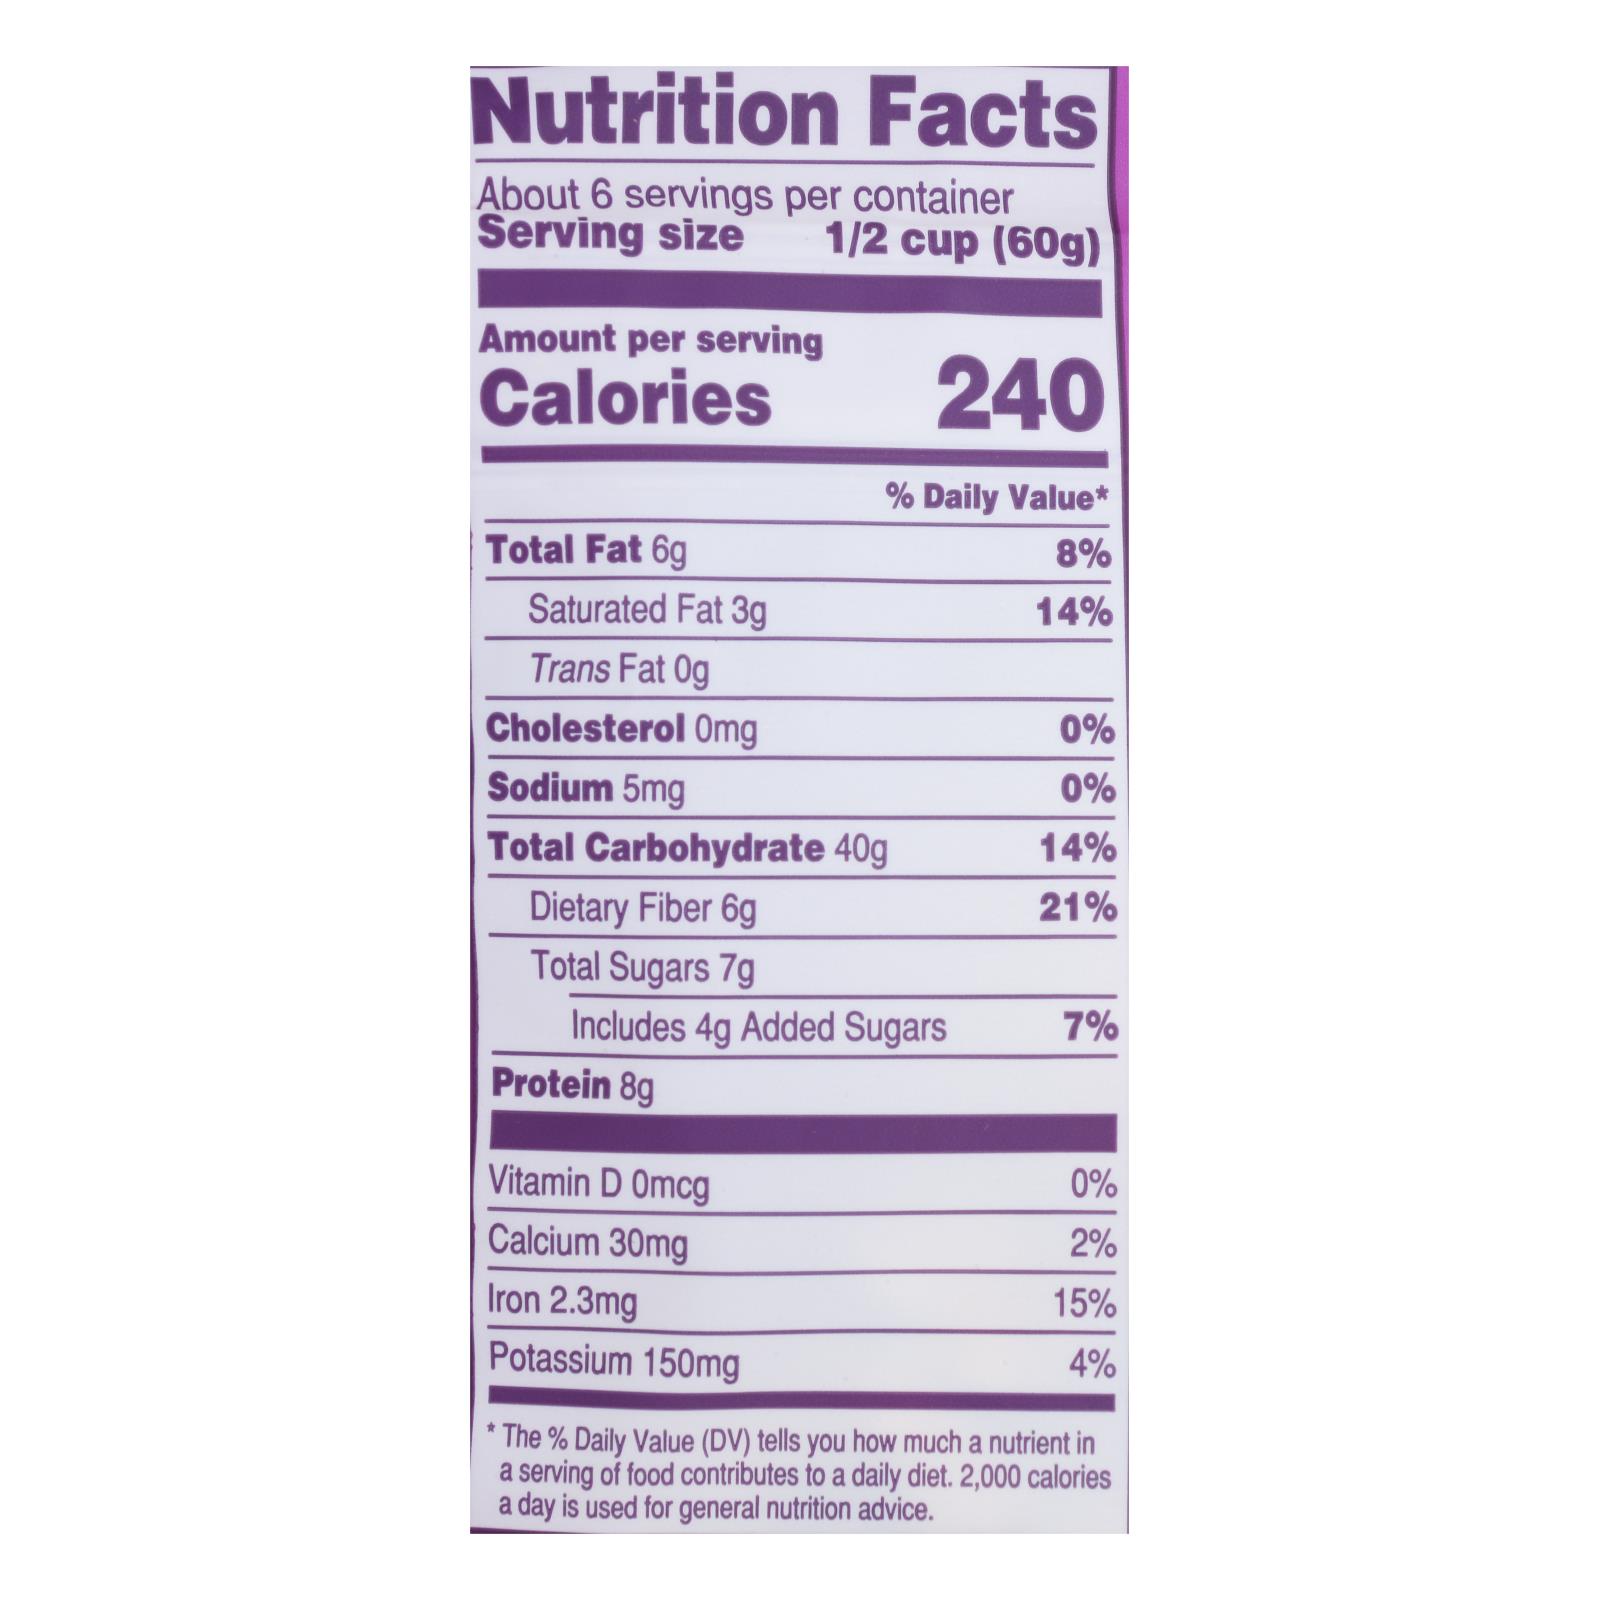 Nutrition Facts
About 6 servings per container
Serving size 1/2 cup (60g)
Amount per serving
Calories 240
% Daily Value*
Total Fat 6g 8%
Saturated Fat 3g 14%
Trans Fat 0g
Cholesterol 0mg 0%
Sodium 5mg 0%
Total Carbohydrate 40g 14%
Dietary Fiber 6g 21%
Total Sugars 7g
Includes 4g Added Sugars 7%
Protein 8g
Vitamin D 0mcg 0%
Calcium 30mg 2%
Iron 2.3mg 15%
Potassium 150mg 4%
* The % Daily Value (DV) tells you how much a nutrient in
a serving of food contributes to a daily diet. 2,000 calories
a day is used for general nutrition advice.